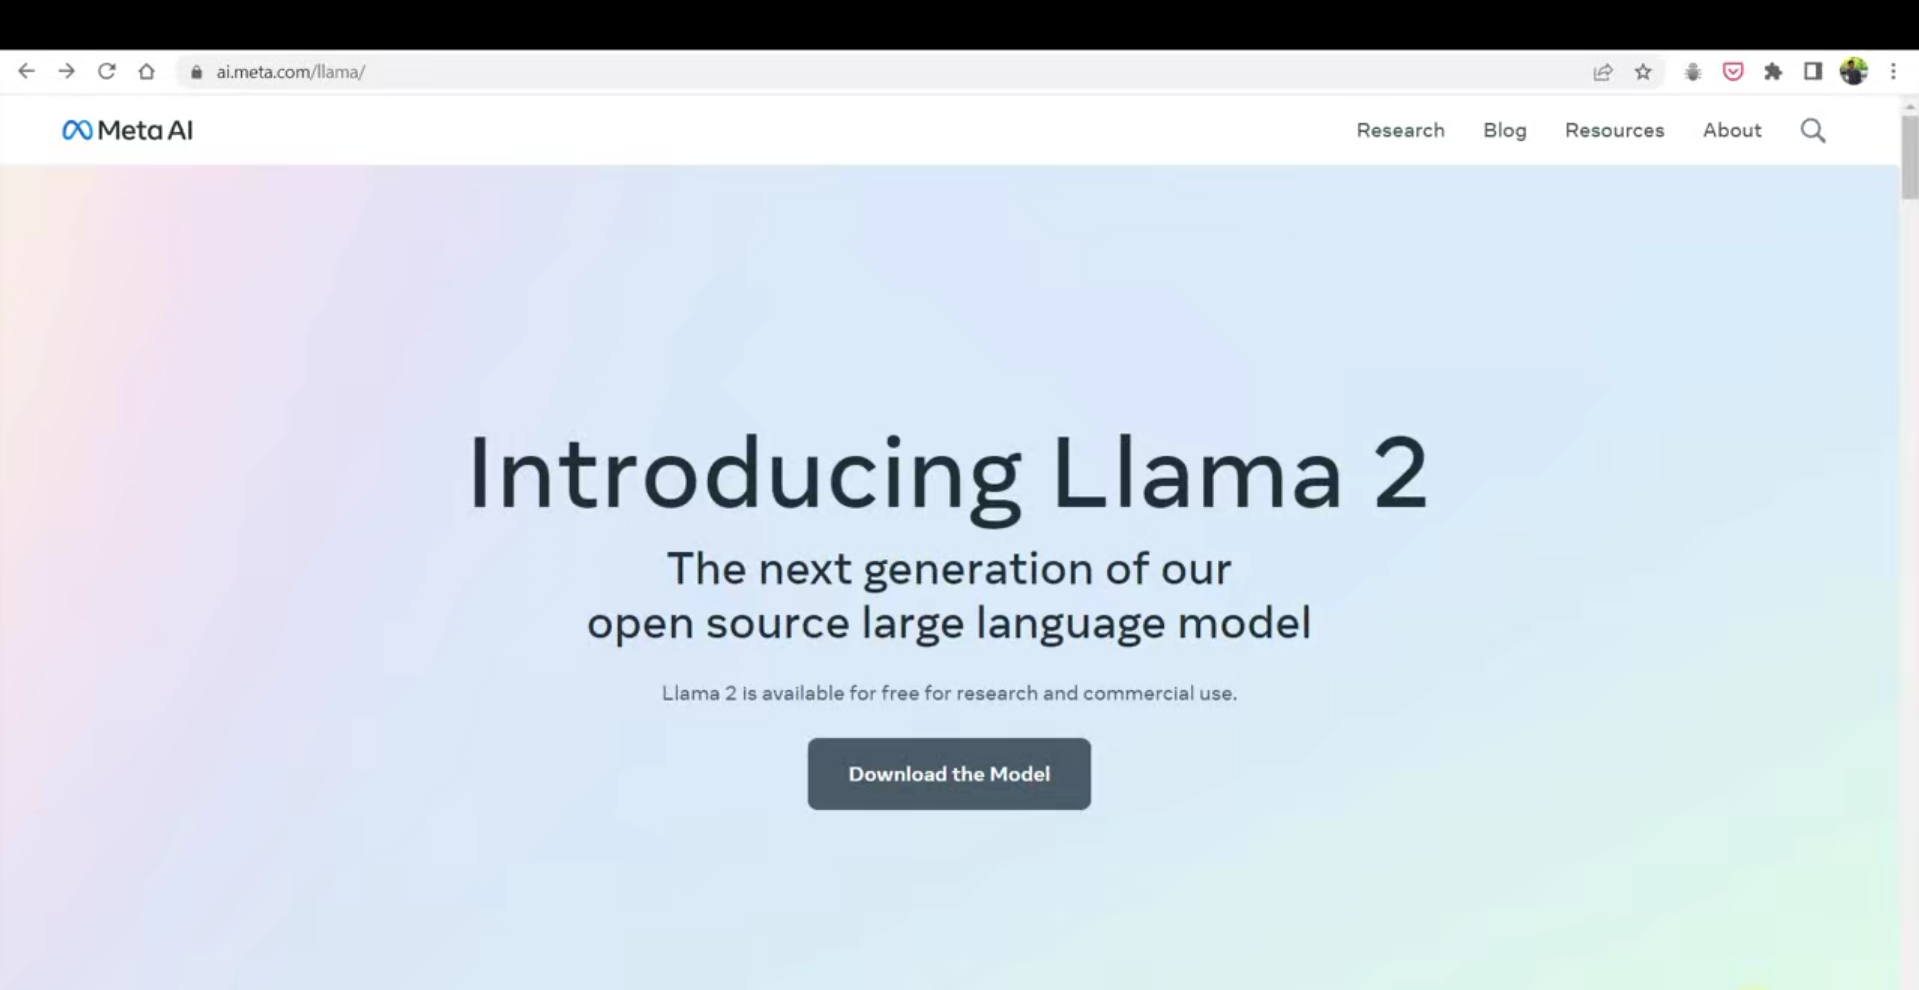 ai.meta.com/llama/
Meta AI
Research Blog Resources About
Introducing Llama 2
The next generation of our
open source large language model
Llama 2 is available for free for research and commercial use.
Download the Model